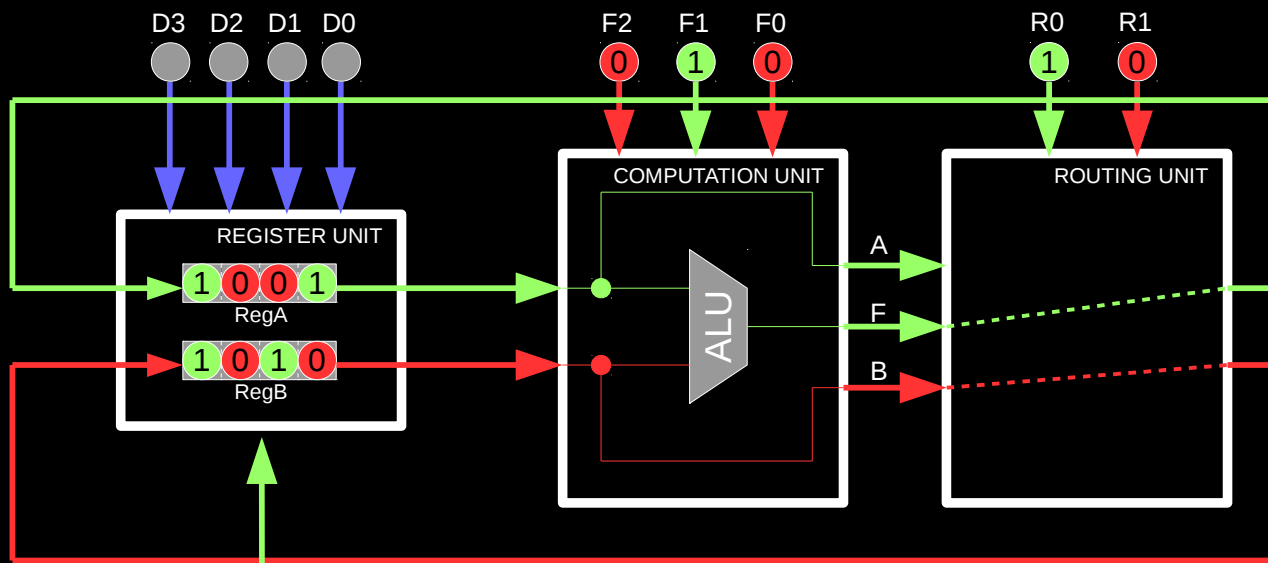 D3 D2 D1 D0 F2 F1 F0 R0 R1
0 1 0 1 0
COMPUTATION UNIT ROUTING UNIT
REGISTER UNIT
A
1 0 0 1
RegA
F
ALU
1 0 1 0
B
RegB